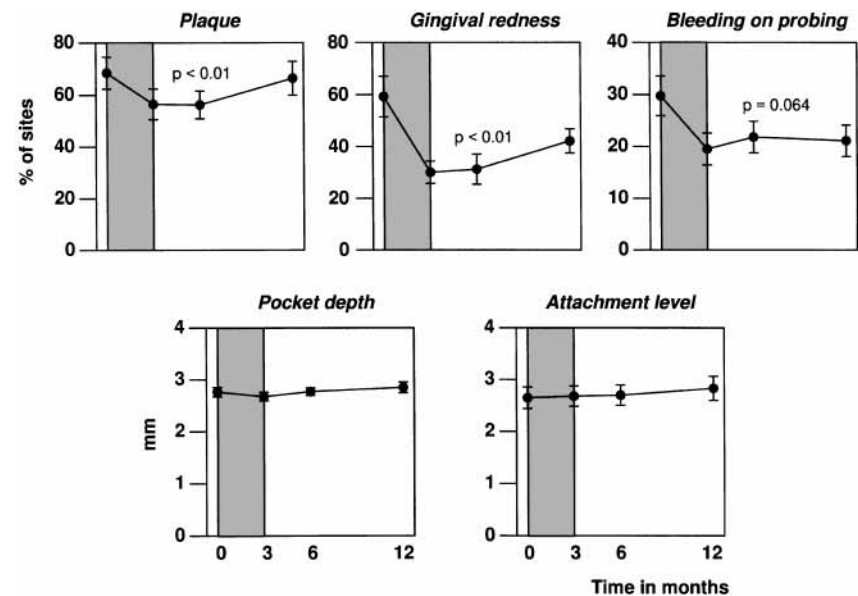 Plaque
Gingival redness
Bleeding on probing
80
60
40
20
0
% of sites
p < 0.01
80
60
40
20
0
p < 0.01
40
30
20
10
0
p = 0.064
Pocket depth
Attachment level
4
3
2
1
0
mm
0 3 6 12
4
3
2
1
0
0 3 6 12
Time in months